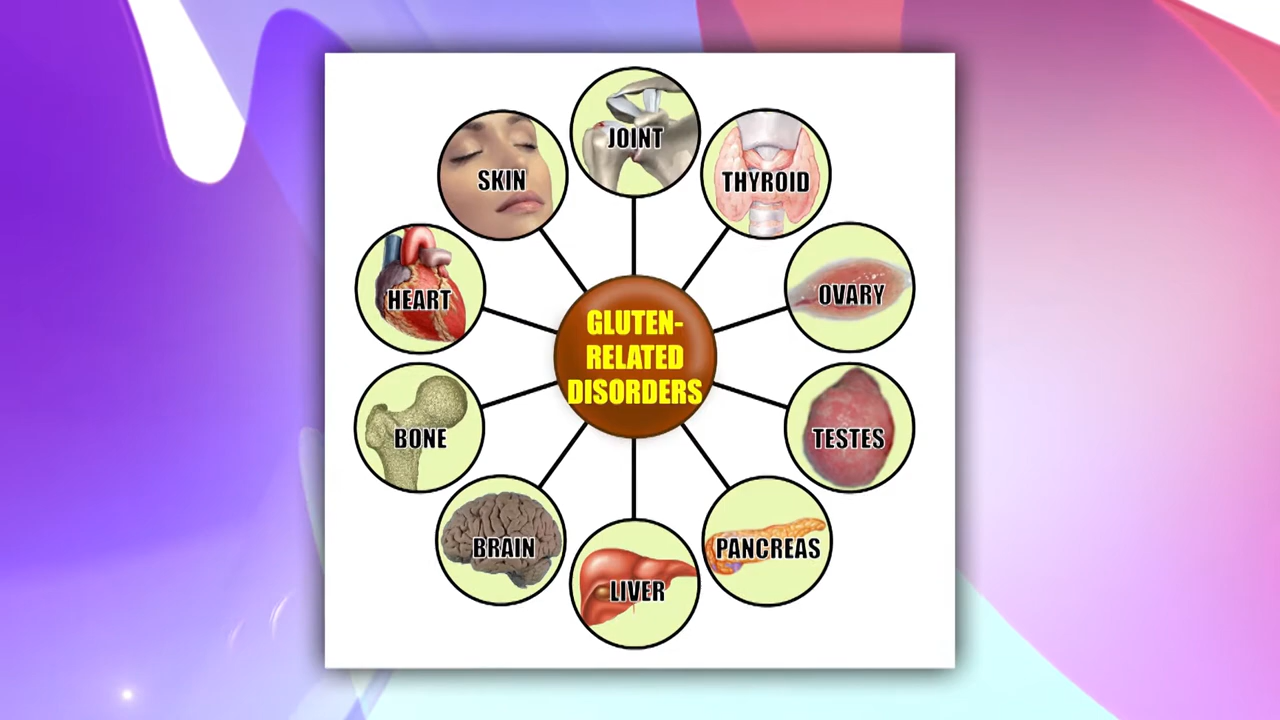 JOINT
SKIN
THYROID
HEART
OVARY
GLUTEN-
RELATED
DISORDERS
BONE
TESTES
BRAIN
PANCREAS
LIVER